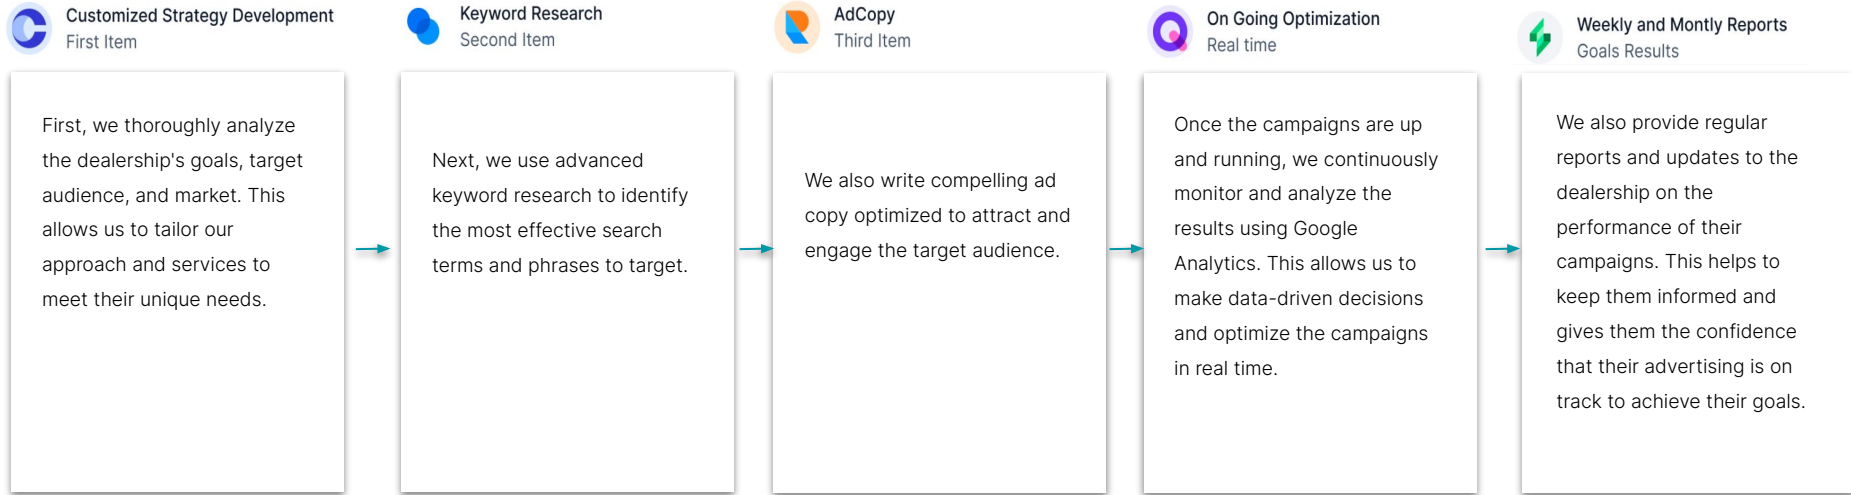 Customized Strategy Development
First Item
First, we thoroughly analyze
the dealership's goals, target
audience, and market. This
allows us to tailor our
approach and services to
meet their unique needs.
Keyword Research
Second Item
Next, we use advanced
keyword research to identify
the most effective search
terms and phrases to target.
AdCopy
Third Item
We also write compelling ad
copy optimized to attract and
engage the target audience.
On Going Optimization
Real time
Once the campaigns are up
and running, we continuously
monitor and analyze the
results using Google
Analytics. This allows us to
make data-driven decisions
and optimize the campaigns
in real time.
Weekly and Montly Reports
Goals Results
We also provide regular
reports and updates to the
dealership on the
performance of their
campaigns. This helps to
keep them informed and
gives them the confidence
that their advertising is on
track to achieve their goals.